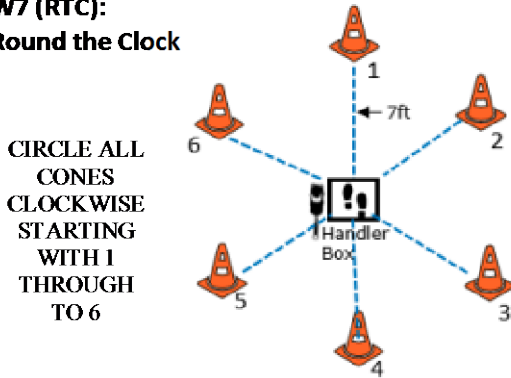 W7 (RTC):
Round the Clock
1
7ft
2
6
CIRCLE ALL
CONES
CLOCKWISE
STARTING
WITH 1
THROUGH
TO 6
Handler
Box
5
3
4